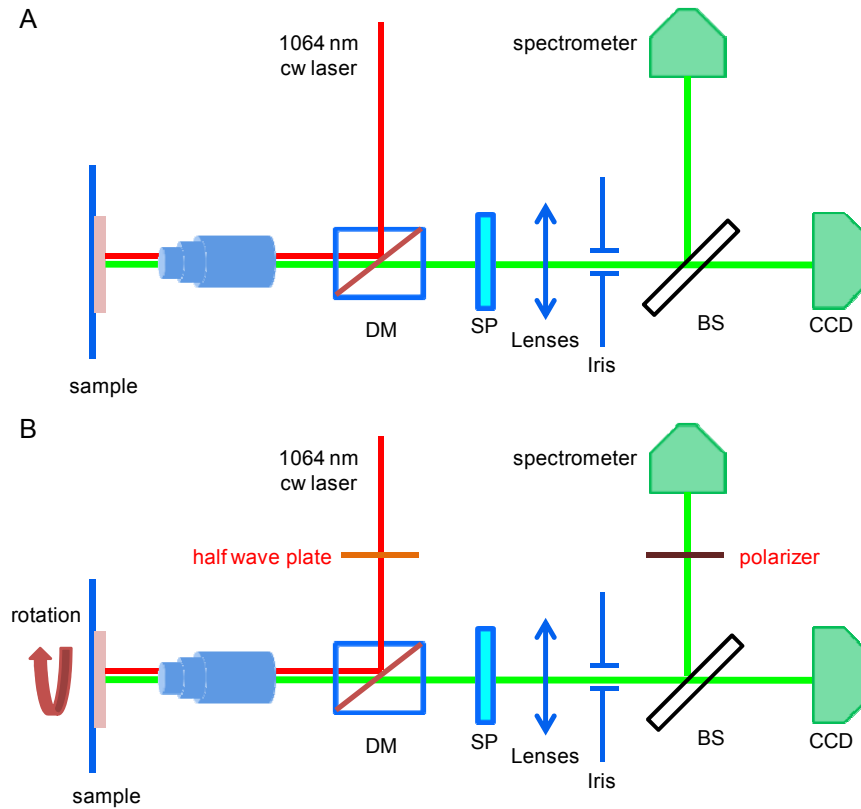 A
1064 nm
cw laser
spectrometer
DM
SP
Lenses
Iris
BS
CCD
sample
B
1064 nm
cw laser
spectrometer
half wave plate
polarizer
rotation
DM
SP
Lenses
Iris
BS
CCD
sample